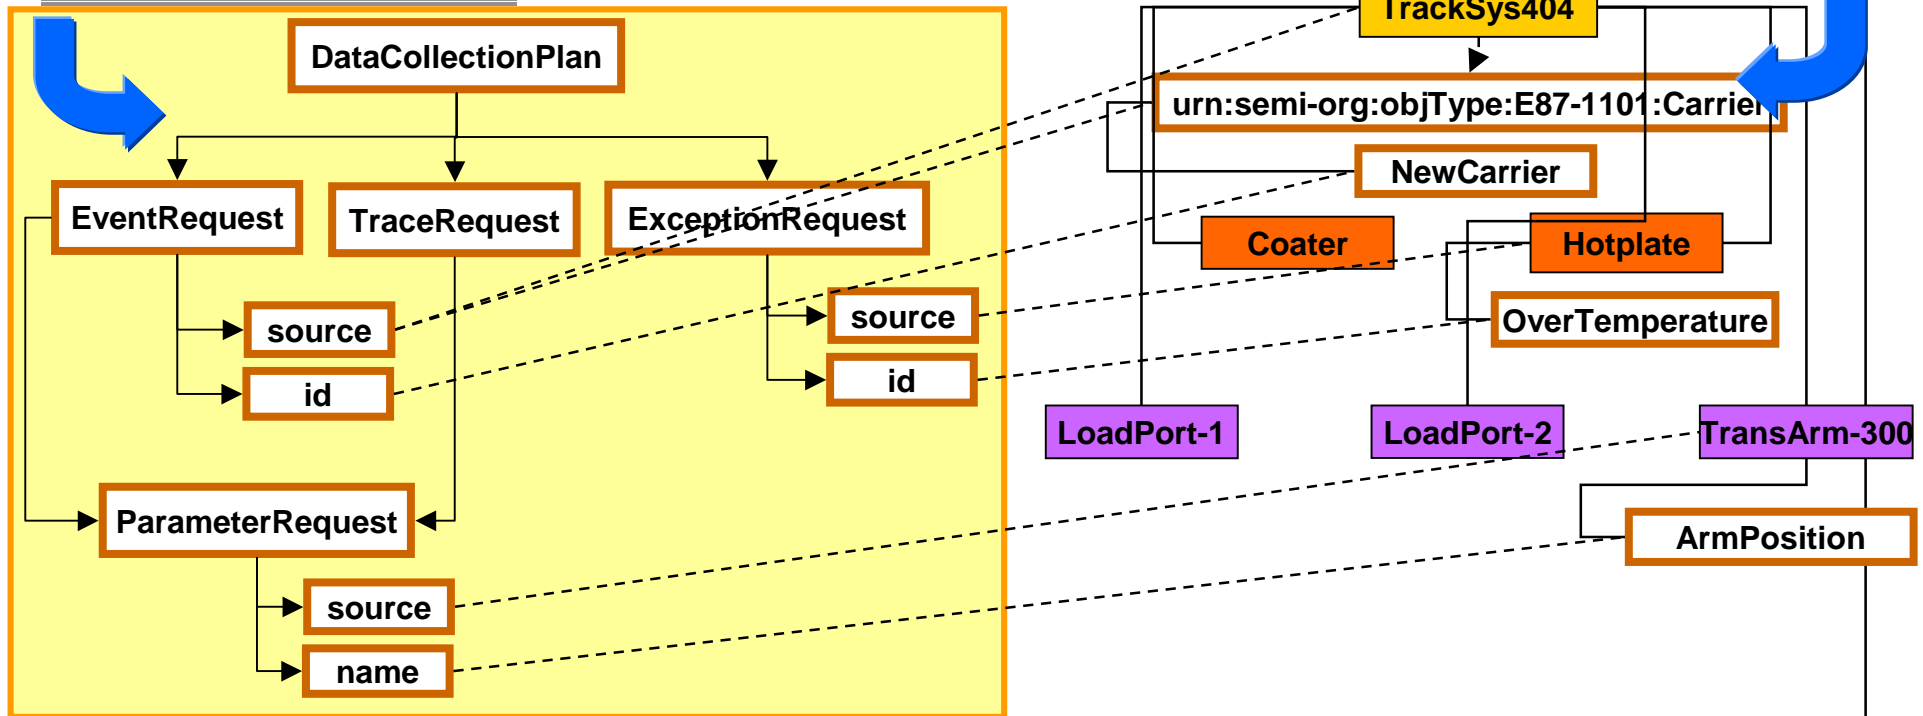 TrackSys404
DataCollectionPlan
urn:semi-org:objType:E87-1101:Carrier
NewCarrier
EventRequest
TraceRequest
ExceptionRequest
Coater
Hotplate
source
source
OverTemperature
id
id
LoadPort-1
LoadPort-2
TransArm-300
ParameterRequest
ArmPosition
source
name